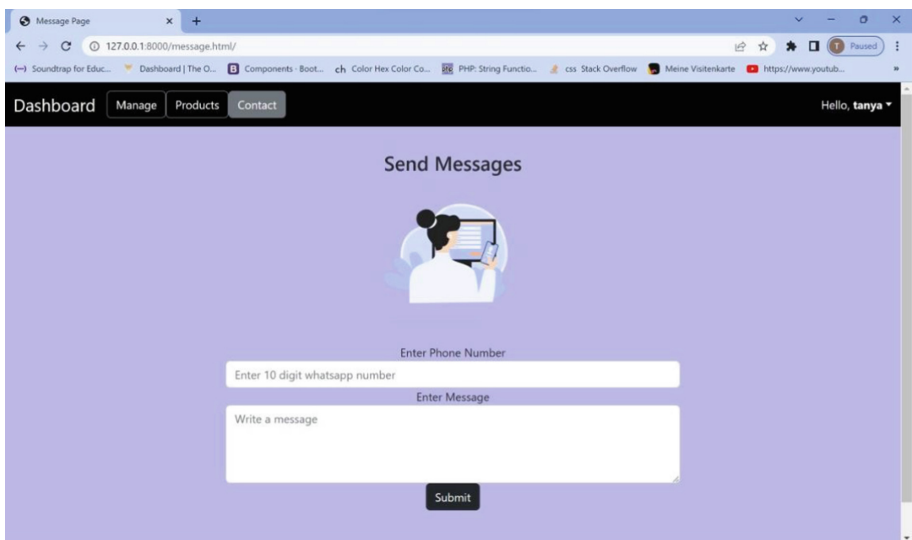 Message Page
127.0.0.1:8000/message.html/
Paused
Soundtrap for Educ... Dashboard | The O... Components · Boot... ch Color Hex Color Co... PHP: String Functio... css Stack Overflow Meine Visitenkarte https://www.youtub...
Dashboard Manage Products Contact Hello, tanya
Send Messages
Enter Phone Number
Enter 10 digit whatsapp number
Enter Message
Write a message
Submit